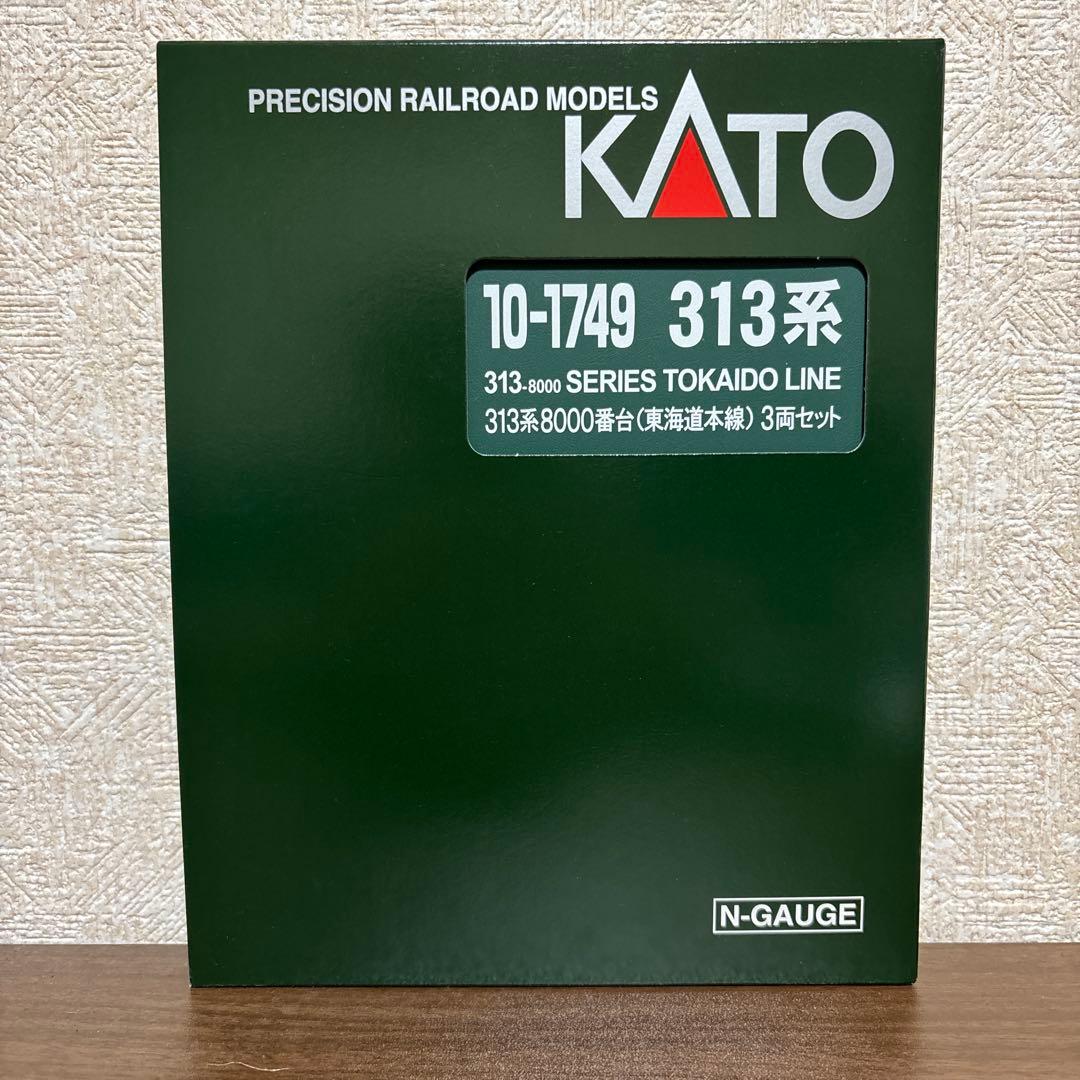 PRECISION RAILROAD MODELS
KATO
10-1749 313系
313-8000 SERIES TOKAIDO LINE
313系8000番台(東海道本線) 3両セット
N-GAUGE